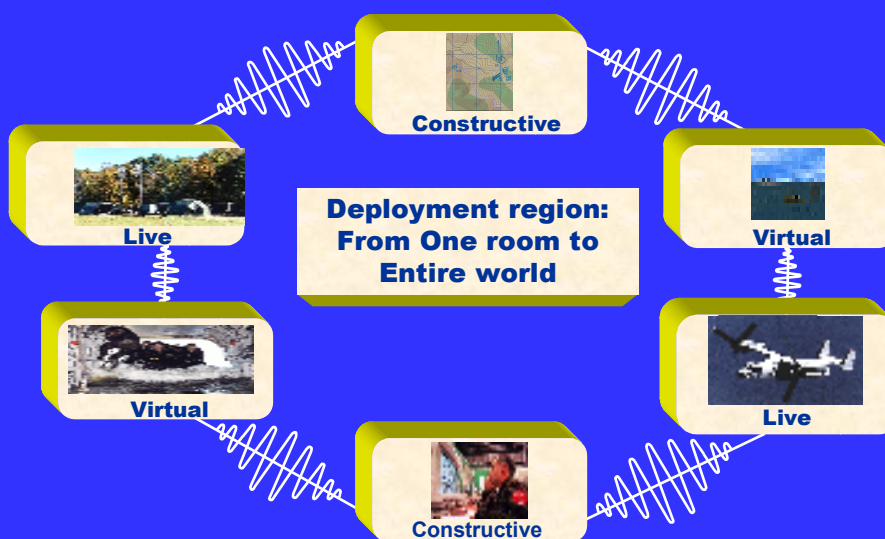 Constructive
Live
Virtual
Deployment region:
From One room to
Entire world
Virtual
Live
Constructive